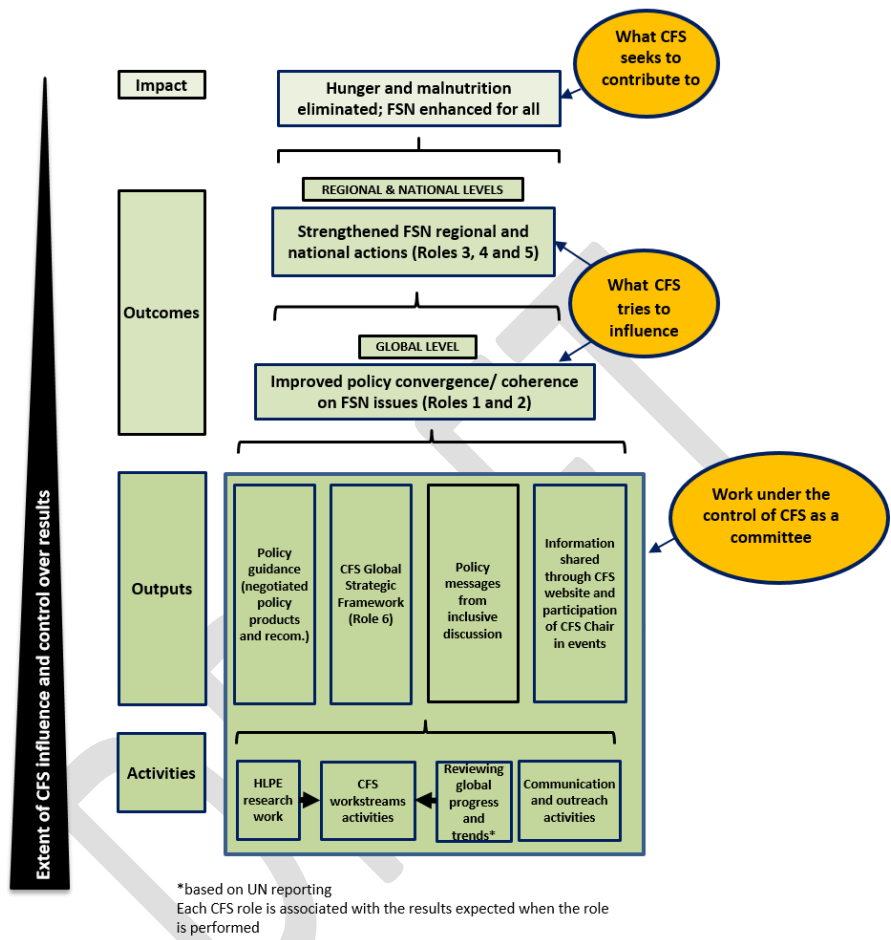 What CFS
seeks to
contribute to
Impact
Hunger and malnutrition
eliminated; FSN enhanced for all
REGIONAL & NATIONAL LEVELS
Strengthened FSN regional and
national actions (Roles 3, 4 and 5)
Outcomes
What CFS
tries to
influence
GLOBAL LEVEL
Improved policy convergence/ coherence
on FSN issues (Roles 1 and 2)
Extent of CFS influence and control over results
Work under the
control of CFS as a
committee
Outputs
Policy
guidance
(negotiated
policy
products
and recom.)
CFS Global
Strategic
Framework
(Role 6)
Policy
messages
from
inclusive
discussion
Information
shared
through CFS
website and
participation
of CFS Chair
in events
Activities
HLPE
research
work
CFS
workstreams
activities
Reviewing
global
progress
and
trends*
Communication
and outreach
activities
*based on UN reporting
Each CFS role is associated with the results expected when the role
is performed
DRAFT